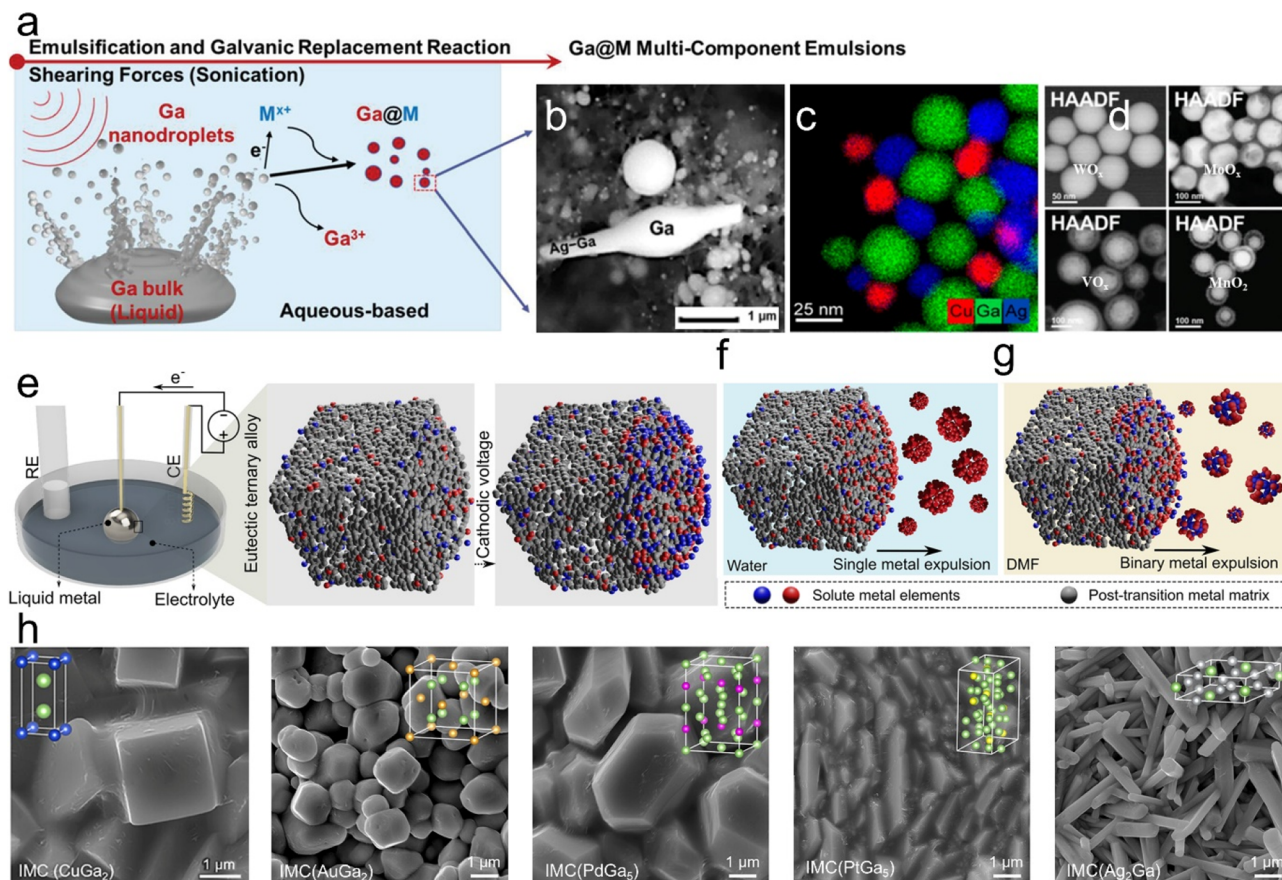 a
Emulsification and Galvanic Replacement Reaction
Ga@M Multi-Component Emulsions
Shearing Forces (Sonication)
Ga
nanodroplets
Mˣ⁺
e⁻
Ga@M
Ga³⁺
Ga bulk
(Liquid)
Aqueous-based
b
Ag–Ga
Ga
1 μm
c
25 nm
Cu Ga Ag
d
HAADF
WOₓ
50 nm
HAADF
MoOₓ
100 nm
HAADF
VOₓ
100 nm
HAADF
MnO₂
100 nm
e
e⁻
RE
CE
−
+
Liquid metal
Electrolyte
Eutectic ternary alloy
Cathodic voltage
f
Water
Single metal expulsion
g
DMF
Binary metal expulsion
Solute metal elements
Post-transition metal matrix
h
IMC (CuGa₂)
1 μm
IMC(AuGa₂)
1 μm
IMC(PdGa₅)
1 μm
IMC(PtGa₅)
1 μm
IMC(Ag₂Ga)
1 μm